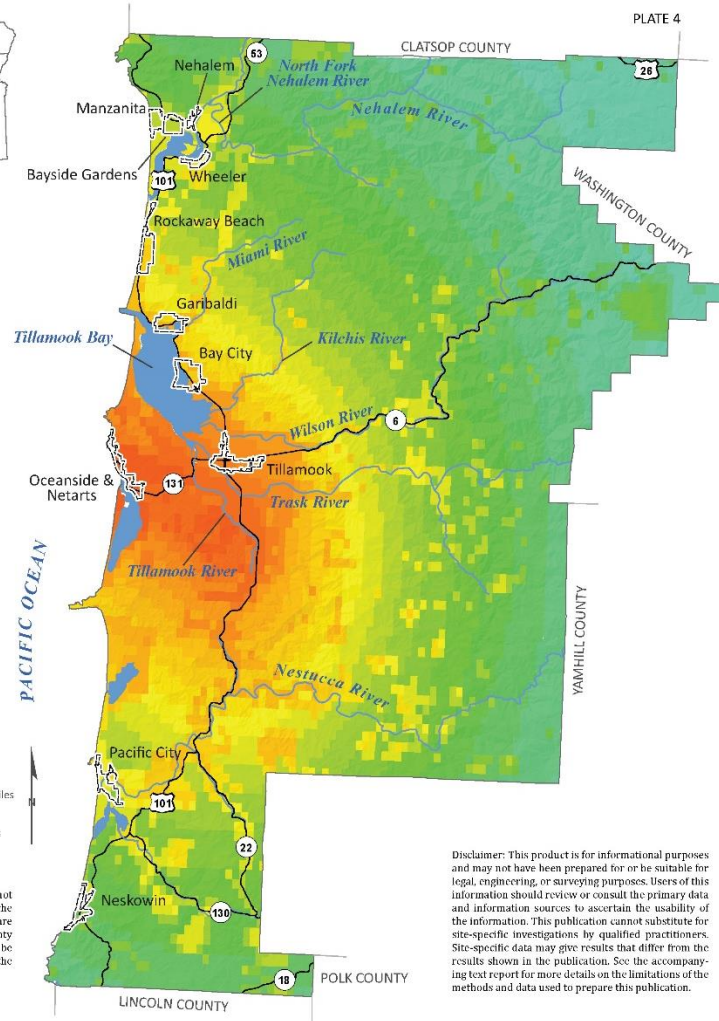 PLATE 4
CLATSOP COUNTY
53
26
Nehalem
North Fork
Nehalem River
Nehalem River
Manzanita
Bayside Gardens
Wheeler
101
WASHINGTON COUNTY
Rockaway Beach
Miami River
Garibaldi
Tillamook Bay
Kilchis River
Bay City
Wilson River
6
Oceanside &
Netarts
131
Tillamook
Trask River
Tillamook River
PACIFIC OCEAN
YAMHILL COUNTY
Nestucca River
Pacific City
101
N
22
Neskowin
130
18
POLK COUNTY
LINCOLN COUNTY
Disclaimer: This product is for informational purposes
and may not have been prepared for or be suitable for
legal, engineering, or surveying purposes. Users of this
information should review or consult the primary data
and information sources to ascertain the usability of
the information. This publication cannot substitute for
site-specific investigations by qualified practitioners.
Site-specific data may give results that differ from the
results shown in the publication. See the accompany-
ing text report for more details on the limitations of the
methods and data used to prepare this publication.